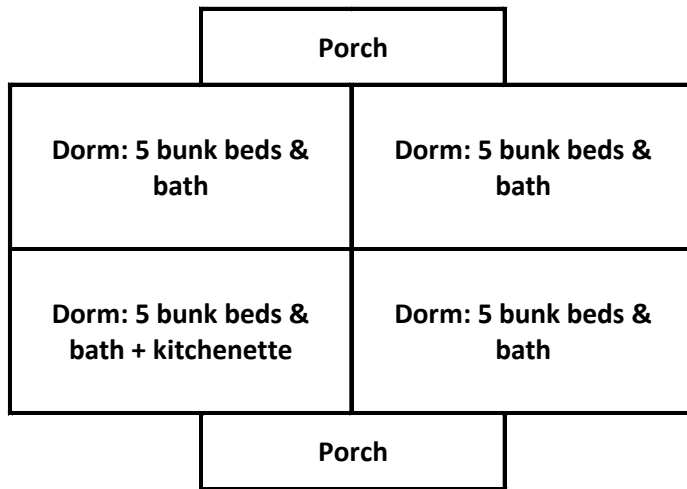 Porch
Dorm: 5 bunk beds &
bath
Dorm: 5 bunk beds &
bath
Dorm: 5 bunk beds &
bath + kitchenette
Dorm: 5 bunk beds &
bath
Porch